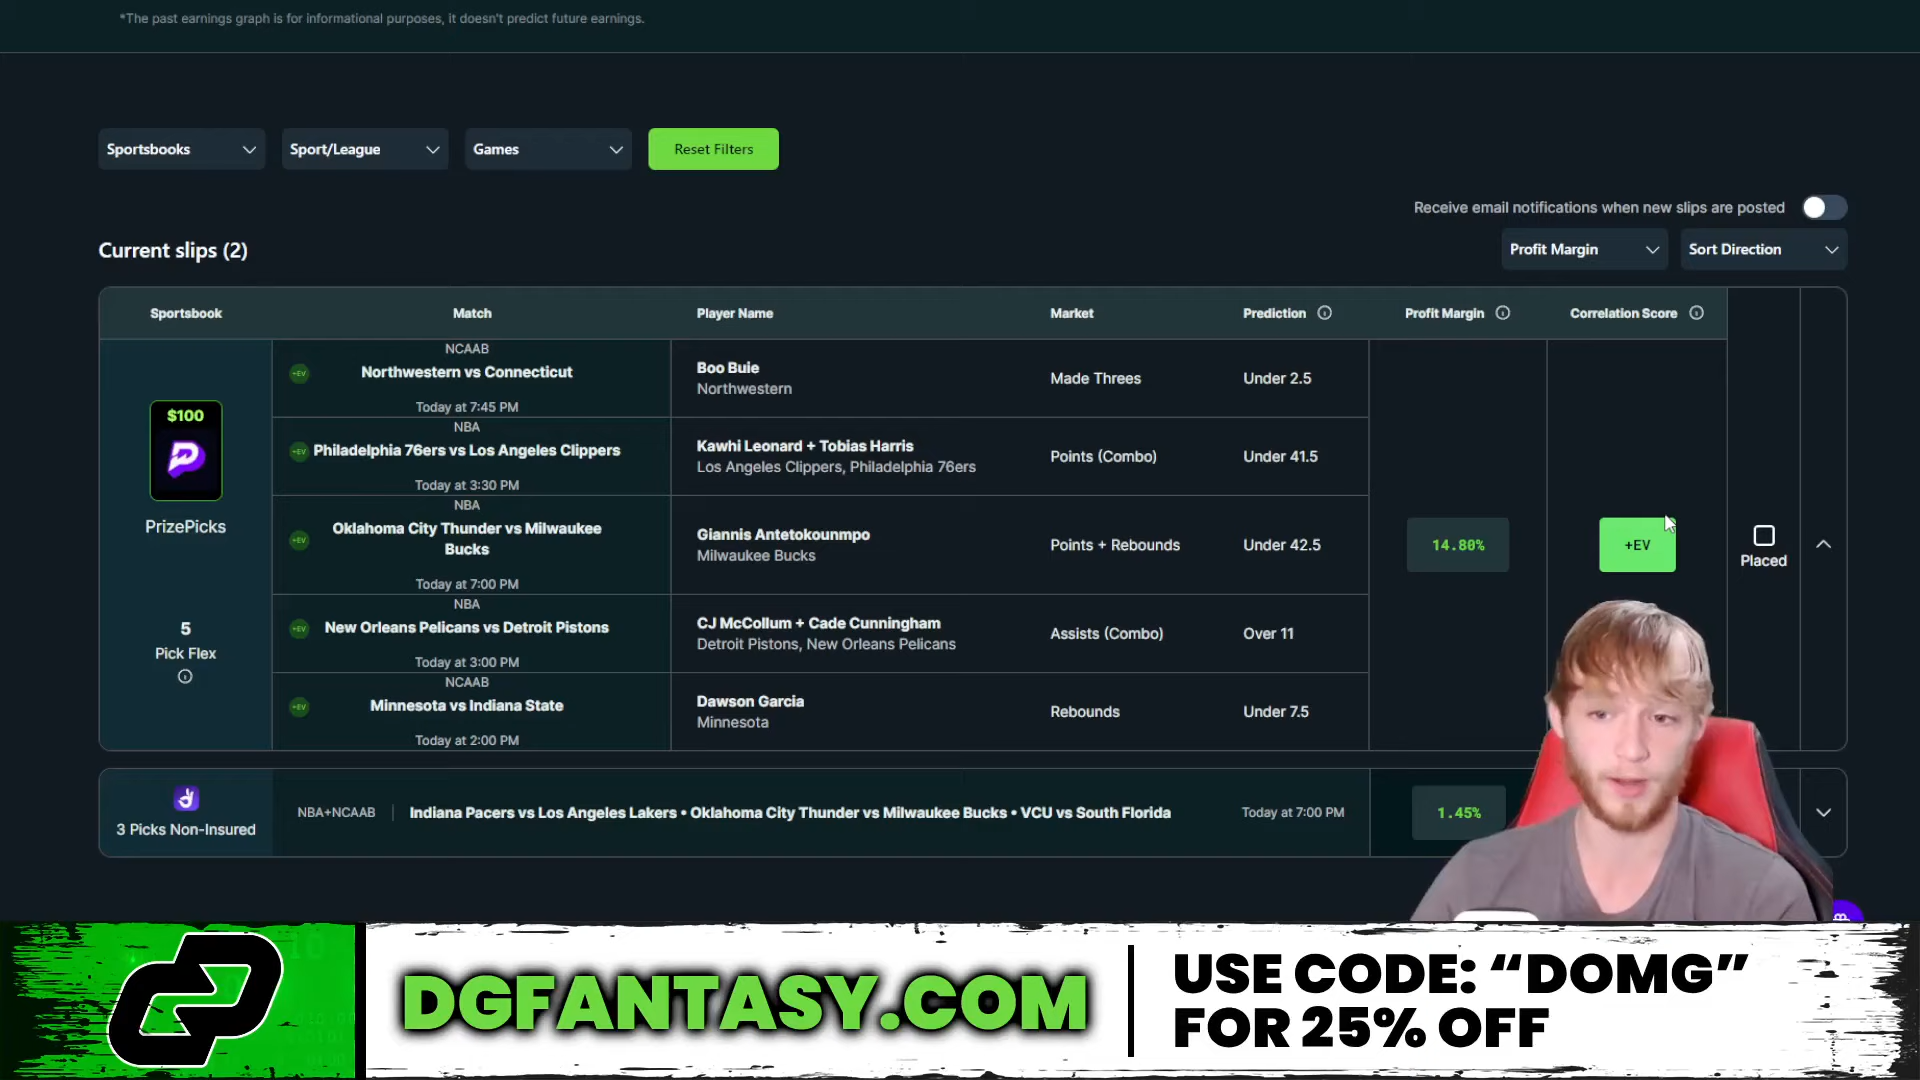 *The past earnings graph is for informational purposes, it doesn't predict future earnings.
Sportsbooks
Sport/League
Games
Reset Filters
Receive email notifications when new slips are posted
Current slips (2)
Profit Margin
Sort Direction
Sportsbook
Match
Player Name
Market
Prediction
Profit Margin
Correlation Score
$100
PrizePicks
5
Pick Flex
NCAAB
+EV
Northwestern vs Connecticut
Today at 7:45 PM
Boo Buie
Northwestern
Made Threes
Under 2.5
NBA
+EV
Philadelphia 76ers vs Los Angeles Clippers
Today at 3:30 PM
Kawhi Leonard + Tobias Harris
Los Angeles Clippers, Philadelphia 76ers
Points (Combo)
Under 41.5
NBA
+EV
Oklahoma City Thunder vs Milwaukee
Bucks
Today at 7:00 PM
Giannis Antetokounmpo
Milwaukee Bucks
Points + Rebounds
Under 42.5
NBA
+EV
New Orleans Pelicans vs Detroit Pistons
Today at 3:00 PM
CJ McCollum + Cade Cunningham
Detroit Pistons, New Orleans Pelicans
Assists (Combo)
Over 11
NCAAB
+EV
Minnesota vs Indiana State
Today at 2:00 PM
Dawson Garcia
Minnesota
Rebounds
Under 7.5
14.80%
+EV
Placed
3 Picks Non-Insured
NBA+NCAAB
Indiana Pacers vs Los Angeles Lakers • Oklahoma City Thunder vs Milwaukee Bucks • VCU vs South Florida
Today at 7:00 PM
1.45%
DGFANTASY.COM
USE CODE: “DOMG”
FOR 25% OFF